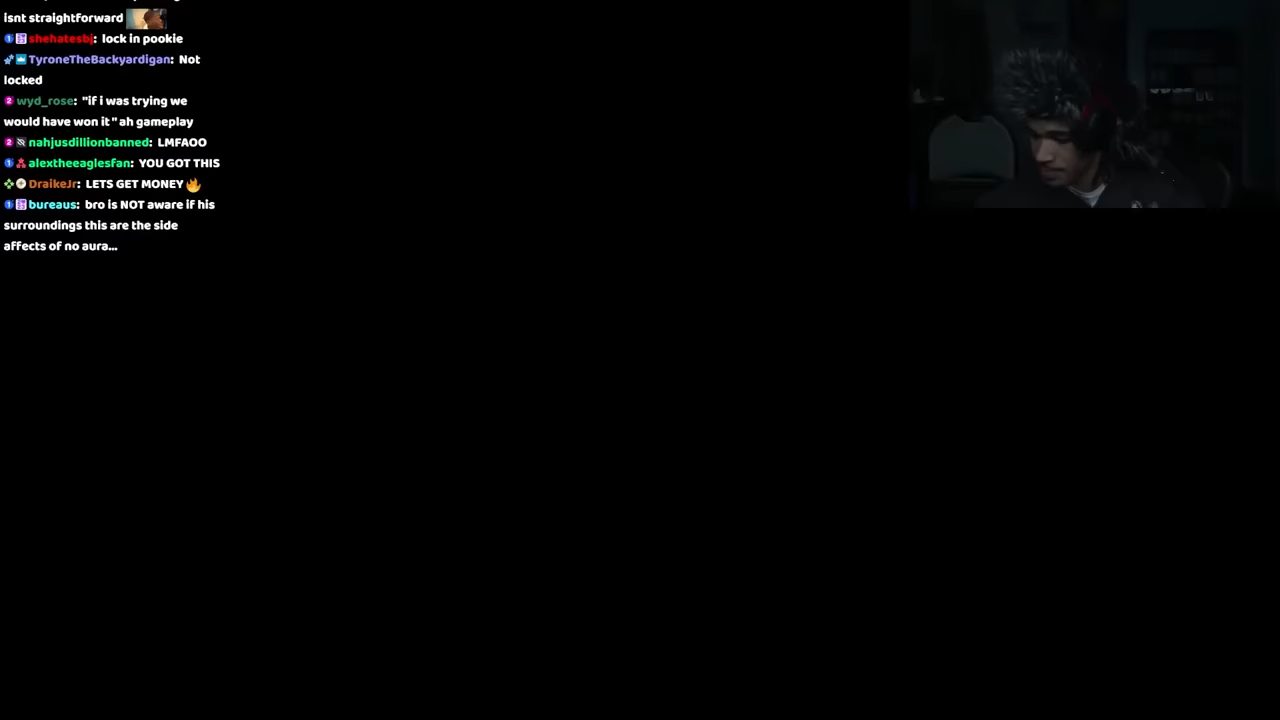 isnt straightforward
shehatesbj: lock in pookie
TyroneTheBackyardigan: Not
locked
wyd_rose: "if i was trying we
would have won it " ah gameplay
nahjusdillionbanned: LMFAOO
alextheeaglesfan: YOU GOT THIS
DraikeJr: LETS GET MONEY 🔥
bureaus: bro is NOT aware if his
surroundings this are the side
affects of no aura...